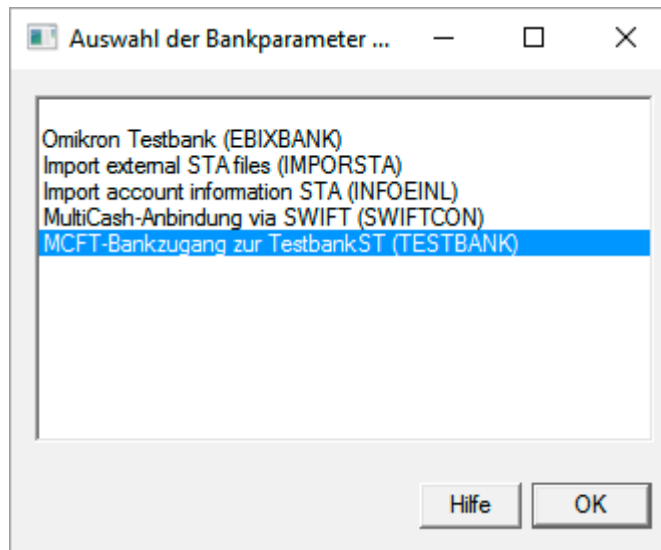 Auswahl der Bankparameter ...
Omikron Testbank (EBIXBANK)
Import external STA files (IMPORSTA)
Import account information STA (INFOEINL)
MultiCash-Anbindung via SWIFT (SWIFTCON)
MCFT-Bankzugang zur TestbankST (TESTBANK)
Hilfe
OK